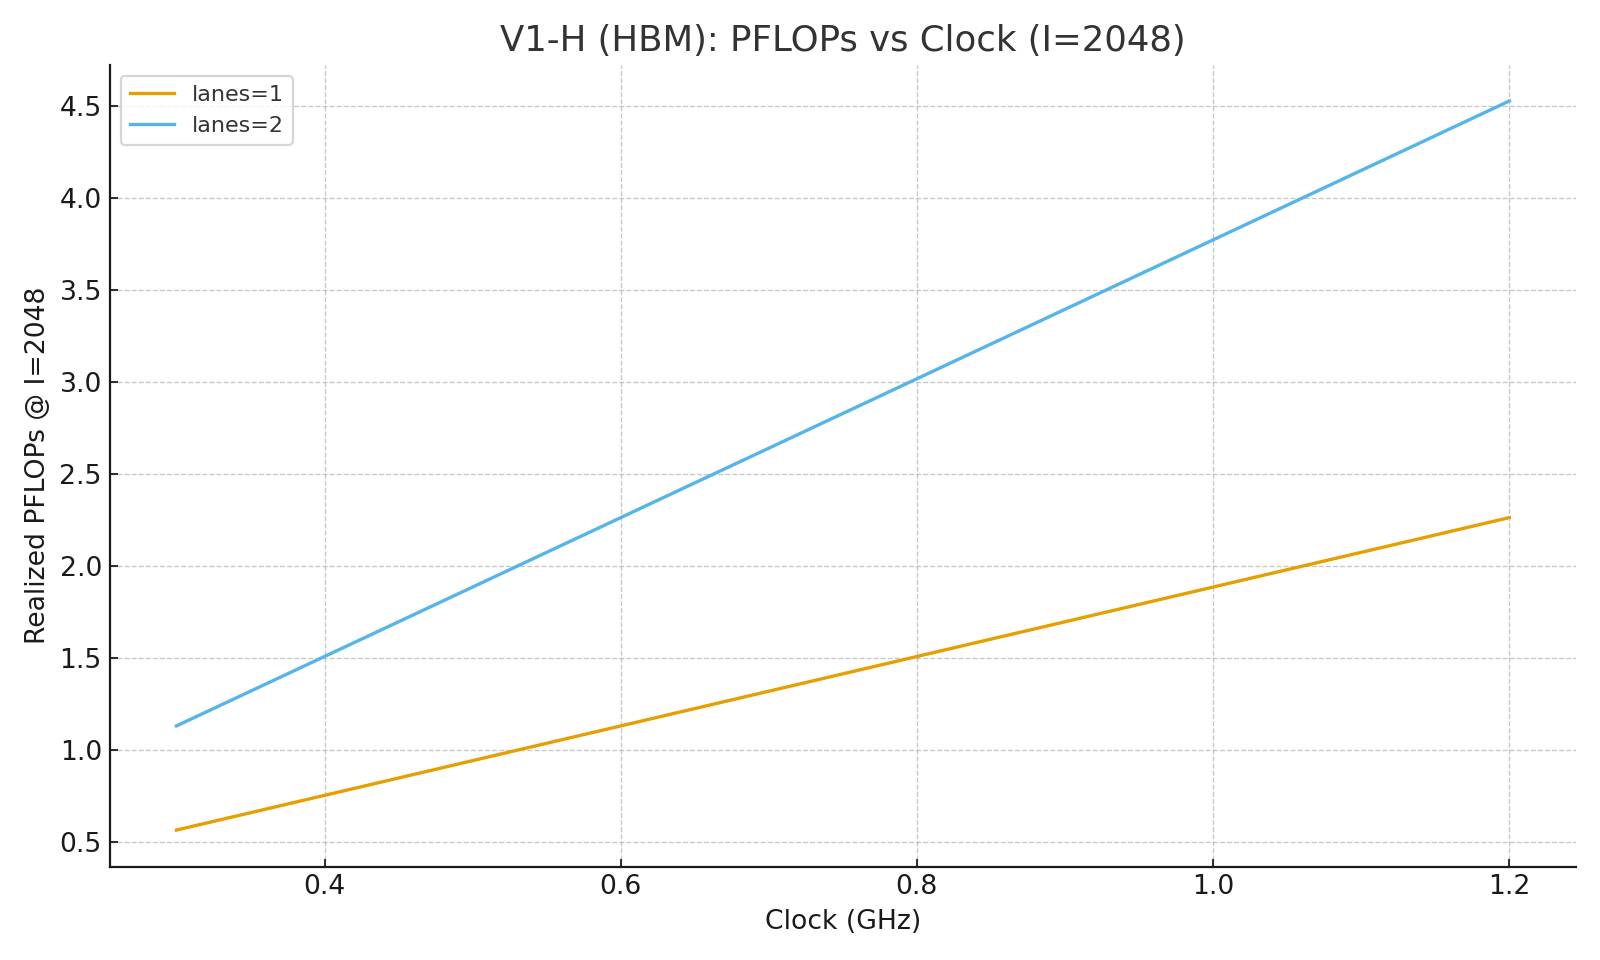 V1-H (HBM): PFLOPs vs Clock (I=2048)
lanes=1
lanes=2
Realized PFLOPs @ I=2048
4.5
4.0
3.5
3.0
2.5
2.0
1.5
1.0
0.5
0.4 0.6 0.8 1.0 1.2
Clock (GHz)